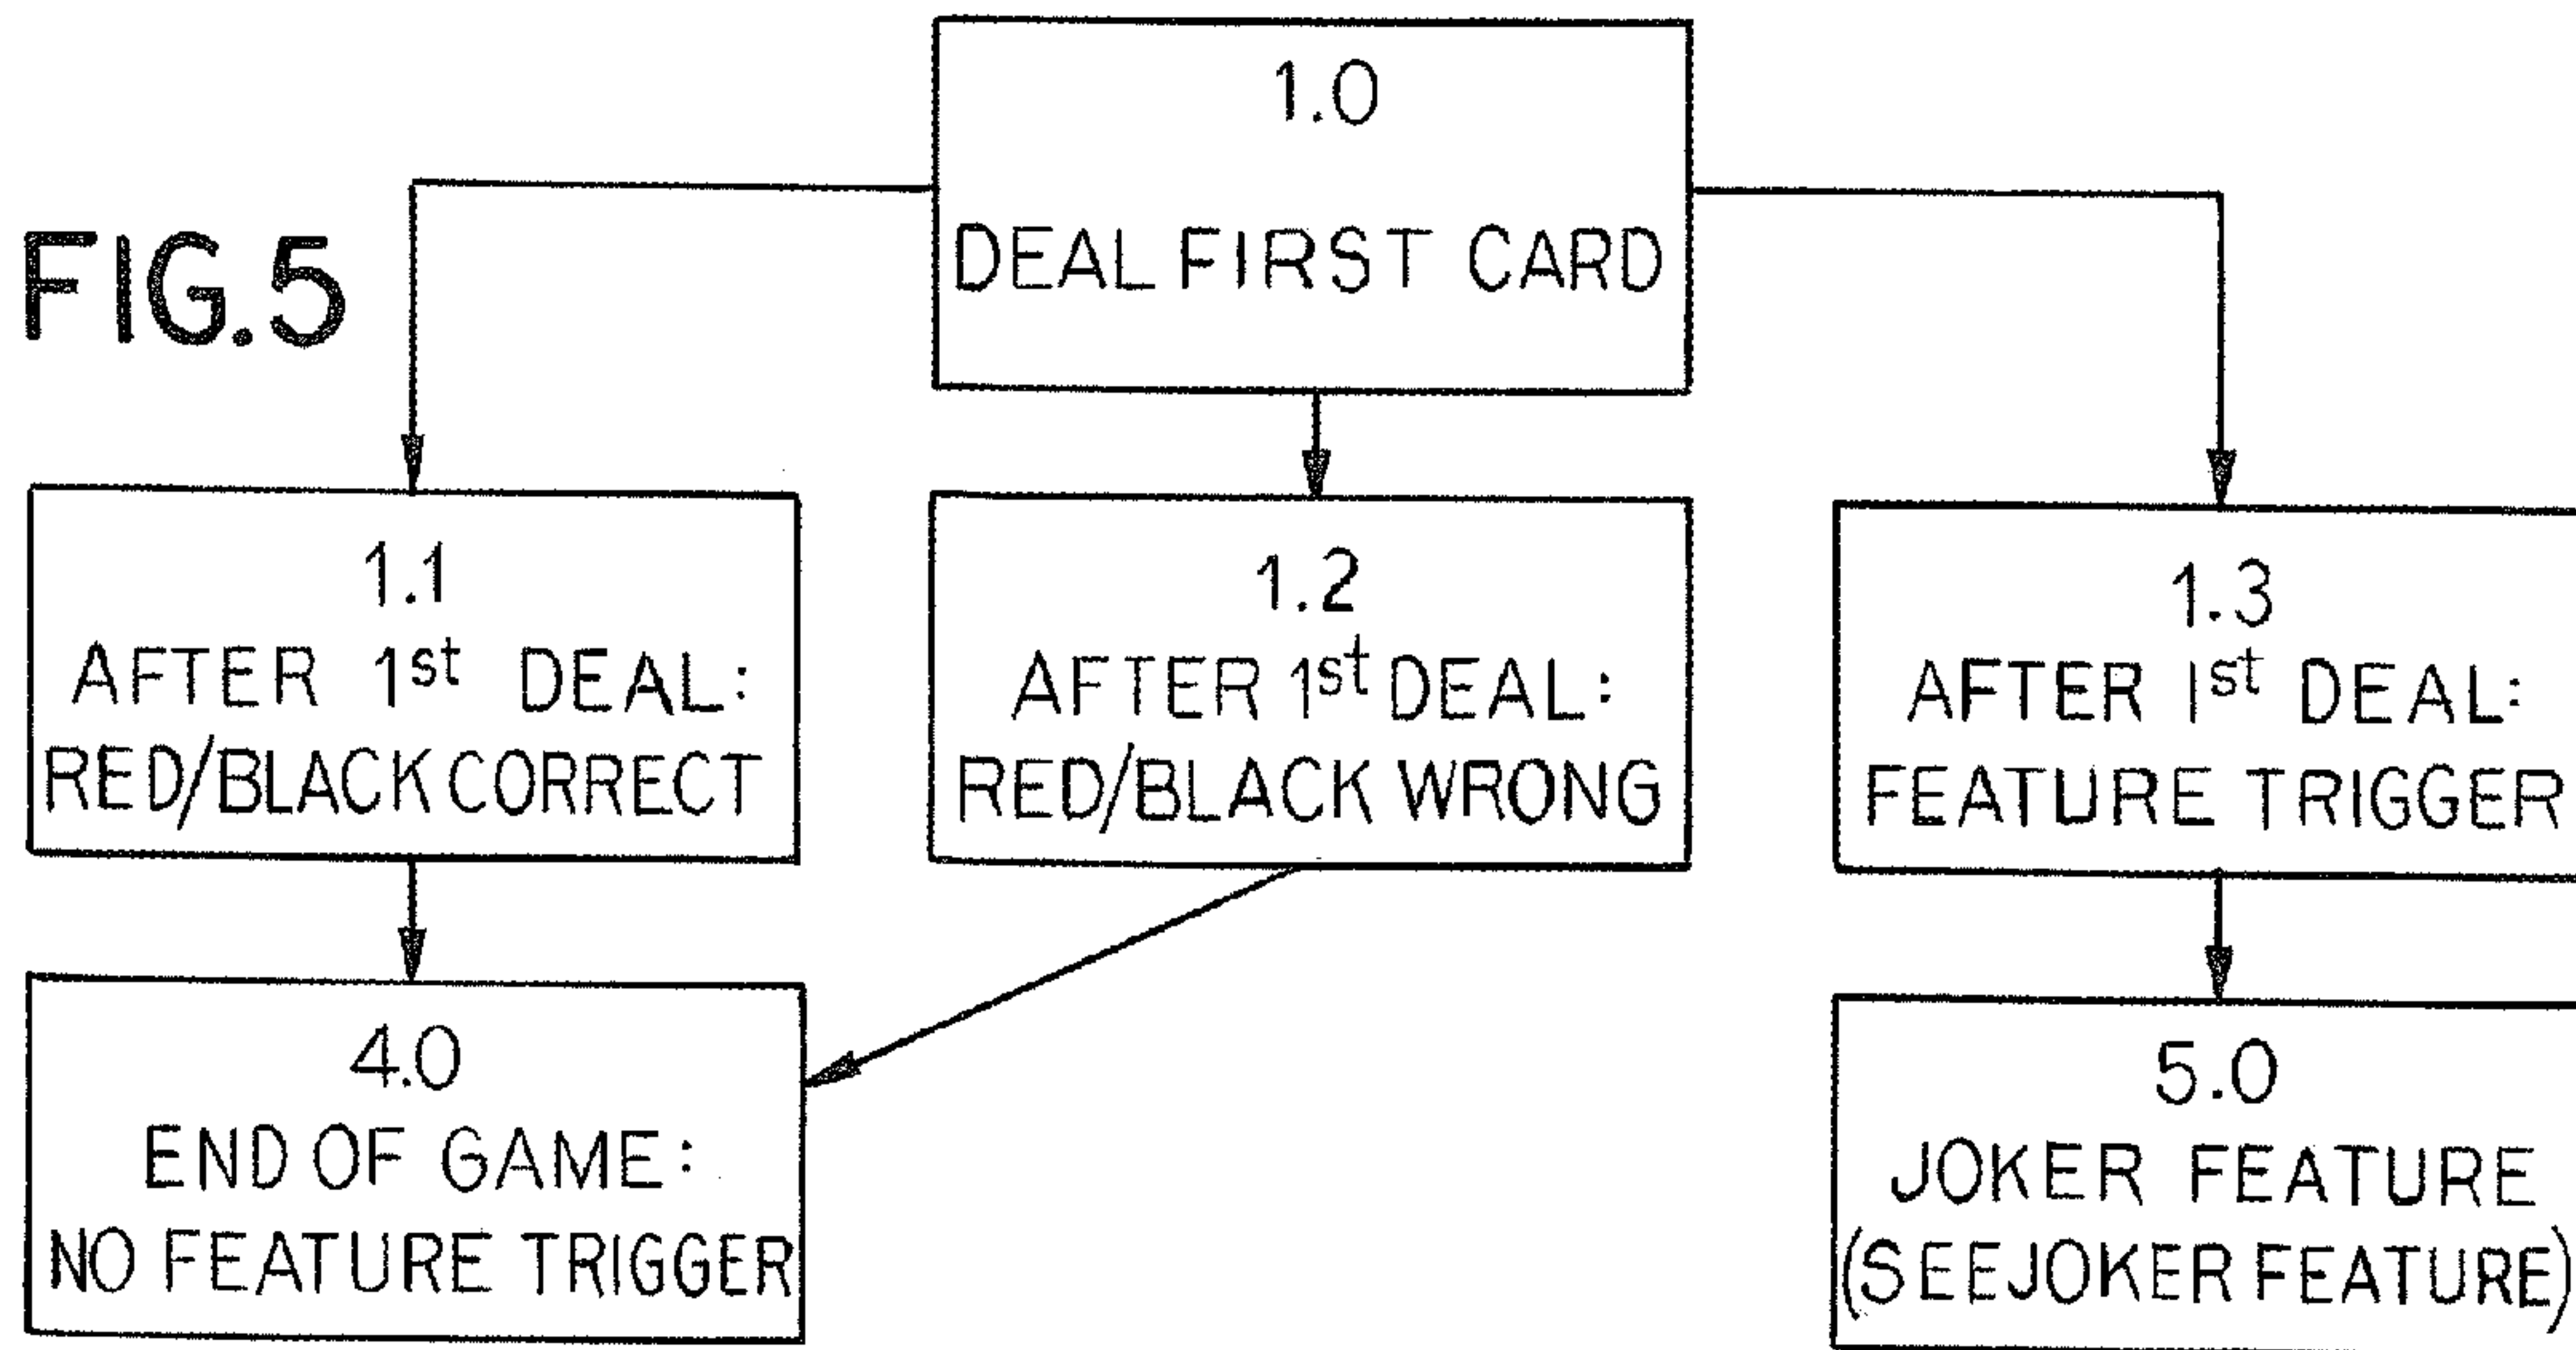 FIG.5
1.0
DEAL FIRST CARD
1.1
AFTER 1st DEAL:
RED/BLACK CORRECT
1.2
AFTER 1st DEAL:
RED/BLACK WRONG
1.3
AFTER 1st DEAL:
FEATURE TRIGGER
4.0
END OF GAME:
NO FEATURE TRIGGER
5.0
JOKER FEATURE
(SEE JOKER FEATURE)